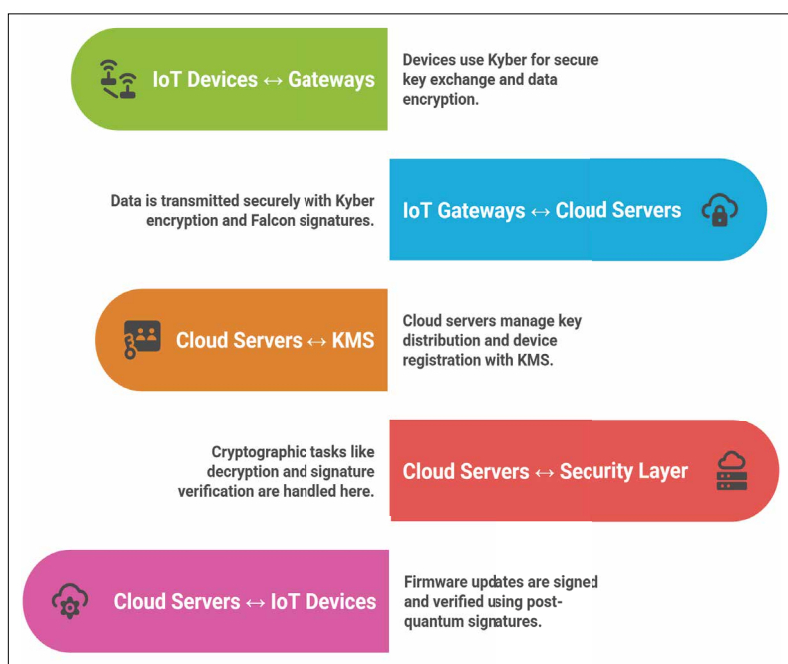 IoT Devices ↔ Gateways
Devices use Kyber for secure
key exchange and data
encryption.
Data is transmitted securely with Kyber
encryption and Falcon signatures.
IoT Gateways ↔ Cloud Servers
Cloud Servers ↔ KMS
Cloud servers manage key
distribution and device
registration with KMS.
Cryptographic tasks like
decryption and signature
verification are handled here.
Cloud Servers ↔ Security Layer
Cloud Servers ↔ IoT Devices
Firmware updates are signed
and verified using post-
quantum signatures.